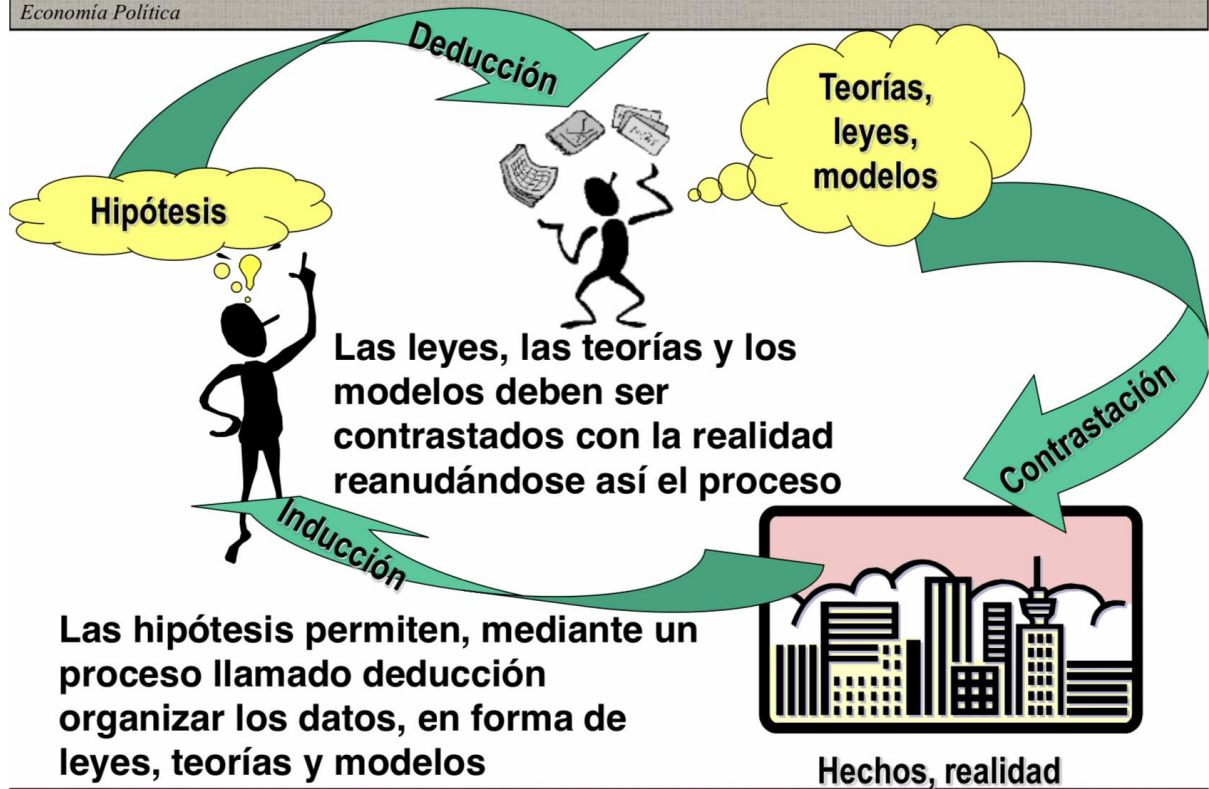 Economía Política
Deducción
Teorías,
leyes,
modelos
Hipótesis
Las leyes, las teorías y los
modelos deben ser
contrastados con la realidad
reanudándose así el proceso
Contrastación
Inducción
Las hipótesis permiten, mediante un
proceso llamado deducción
organizar los datos, en forma de
leyes, teorías y modelos
Hechos, realidad